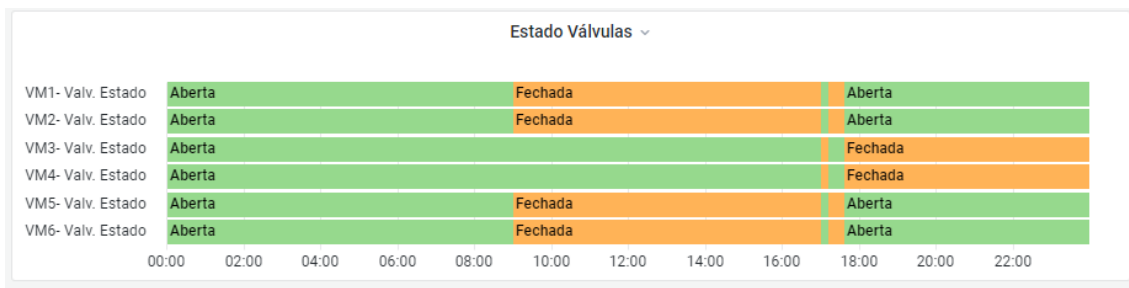 Estado Válvulas
VM1- Valv. Estado Aberta Fechada Aberta
VM2- Valv. Estado Aberta Fechada Aberta
VM3- Valv. Estado Aberta Fechada
VM4- Valv. Estado Aberta Fechada
VM5- Valv. Estado Aberta Fechada Aberta
VM6- Valv. Estado Aberta Fechada Aberta
00:00 02:00 04:00 06:00 08:00 10:00 12:00 14:00 16:00 18:00 20:00 22:00